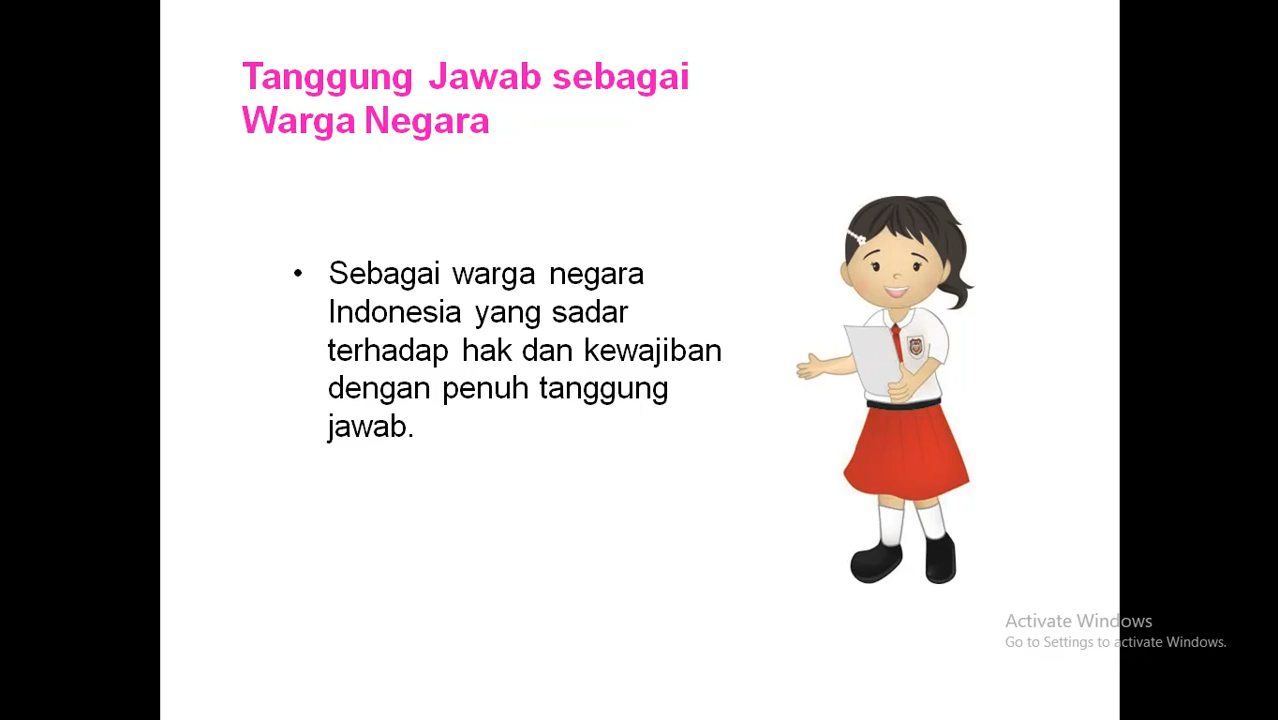 Tanggung Jawab sebagai
Warga Negara
• Sebagai warga negara
Indonesia yang sadar
terhadap hak dan kewajiban
dengan penuh tanggung
jawab.
Activate Windows
Go to Settings to activate Windows.